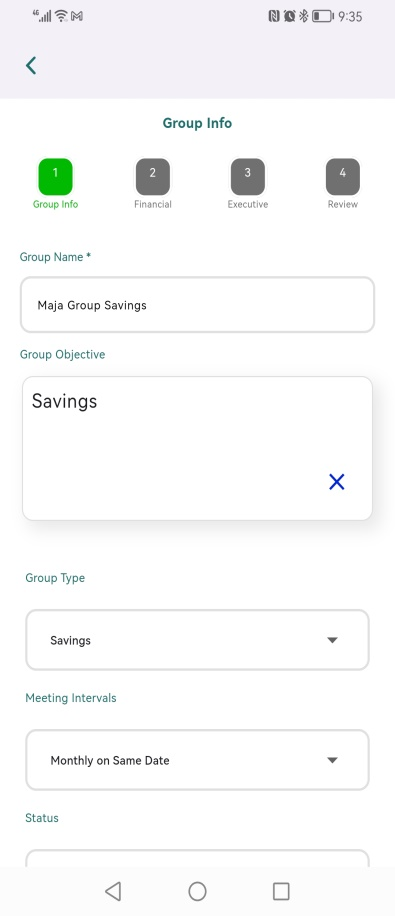 4G
9:35
Group Info
1
2
3
4
Group Info
Financial
Executive
Review
Group Name *
Maja Group Savings
Group Objective
Savings
Group Type
Savings
Meeting Intervals
Monthly on Same Date
Status